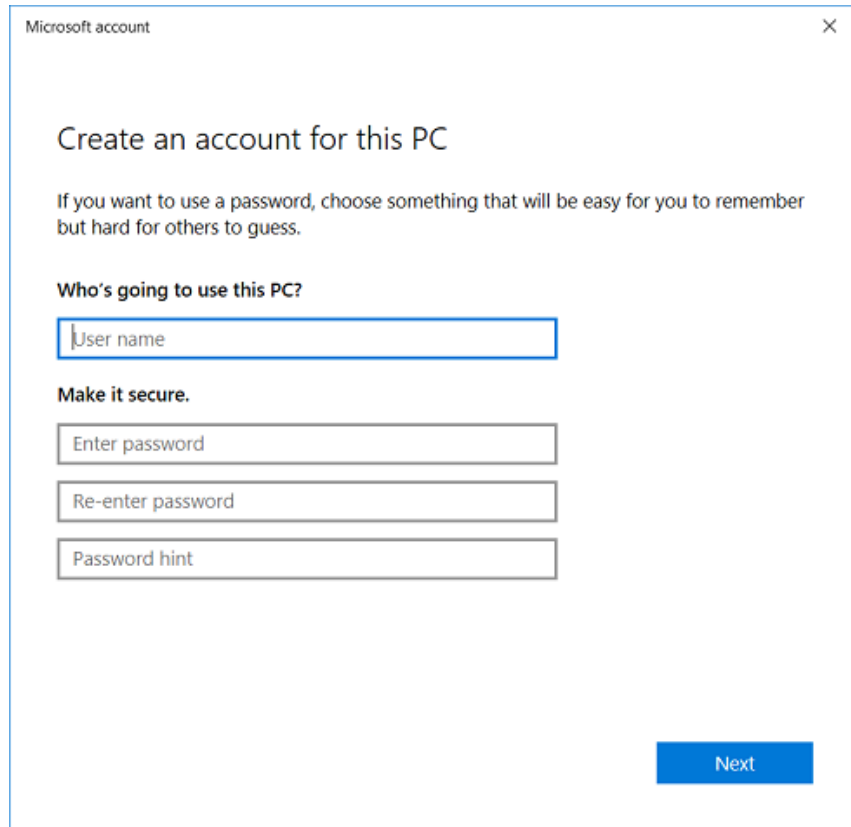 Microsoft account
Create an account for this PC
If you want to use a password, choose something that will be easy for you to remember
but hard for others to guess.
Who's going to use this PC?
User name
Make it secure.
Enter password
Re-enter password
Password hint
Next